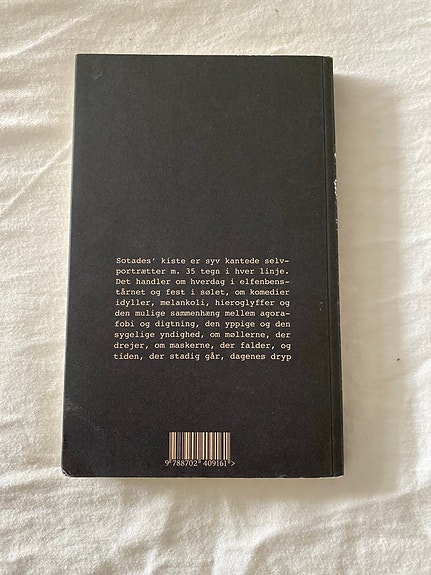 Sotades' kiste er syv kantede sølv-
portrætter m. 35 tegn i hver linje.
Det handler om hverdag i elfenbens-
tårnet og fest i sølet, om komedier
idyller, melankoli, hieroglyffer og
den mulige sammenhæng mellem agora-
fobi og digtning, den yppige og den
sygelige yndighed, om møllerne, der
drejer, om maskerne, der falder, og
tiden, der stadig går, dagenes dryp
9 788702 409161 >